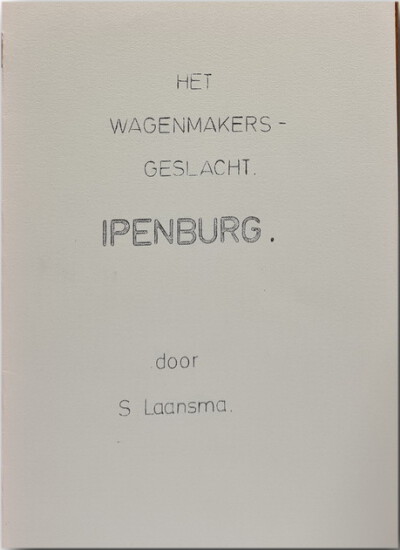 HET
WAGENMAKERS-
GESLACHT.
IPENBURG.
door
S Laansma.